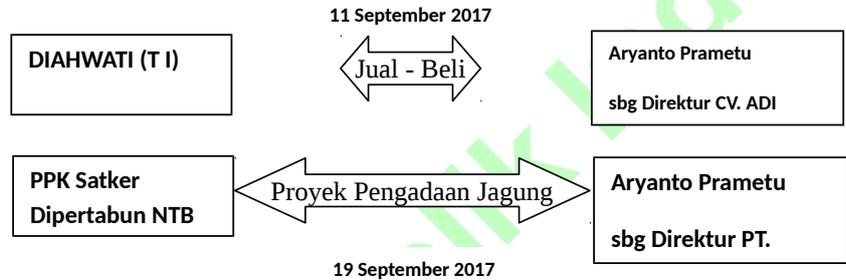 11 September 2017
DIAHWATI (T I)
Jual - Beli
Aryanto Prametu
sbg Direktur CV. ADI
PPK Satker
Dipertabun NTB
Proyek Pengadaan Jagung
Aryanto Prametu
sbg Direktur PT.
19 September 2017